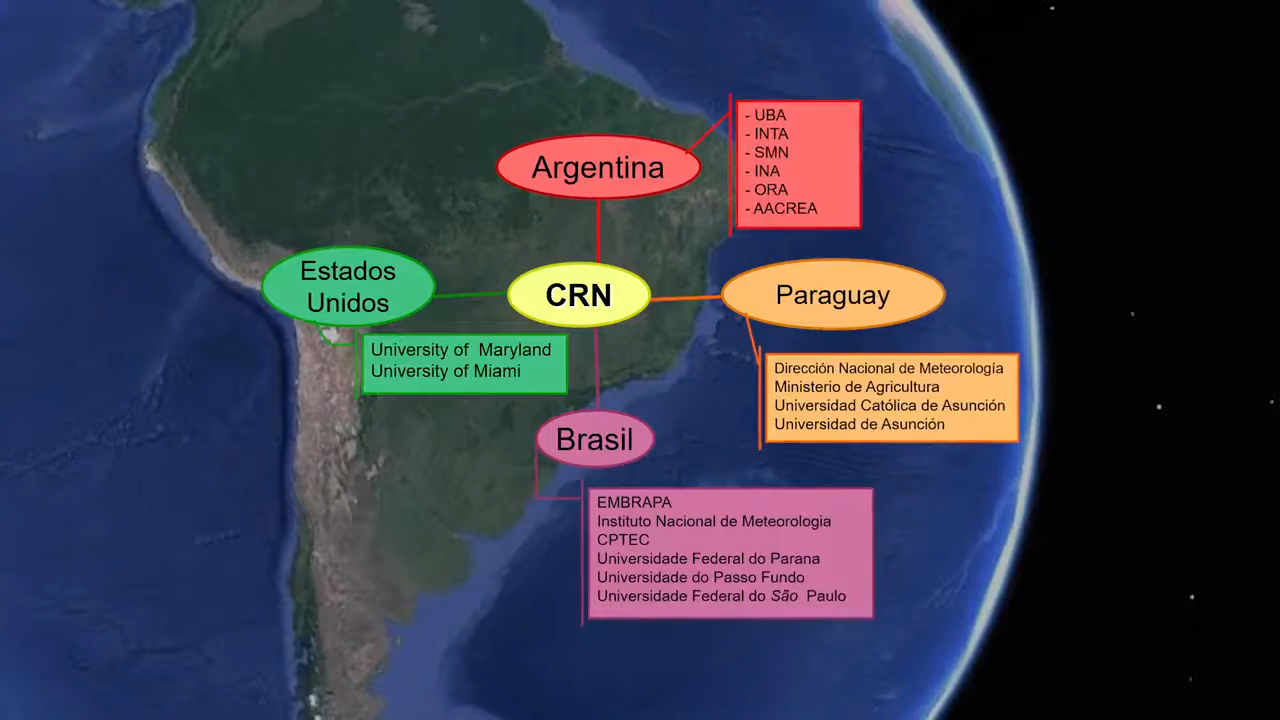 - UBA
- INTA
- SMN
- INA
- ORA
- AACREA
Argentina
Estados
Unidos
CRN
Paraguay
University of  Maryland
University of Miami
Dirección Nacional de Meteorología
Ministerio de Agricultura
Universidad Católica de Asunción
Universidad de Asunción
Brasil
EMBRAPA
Instituto Nacional de Meteorologia
CPTEC
Universidade Federal do Parana
Universidade do Passo Fundo
Universidade Federal do São  Paulo